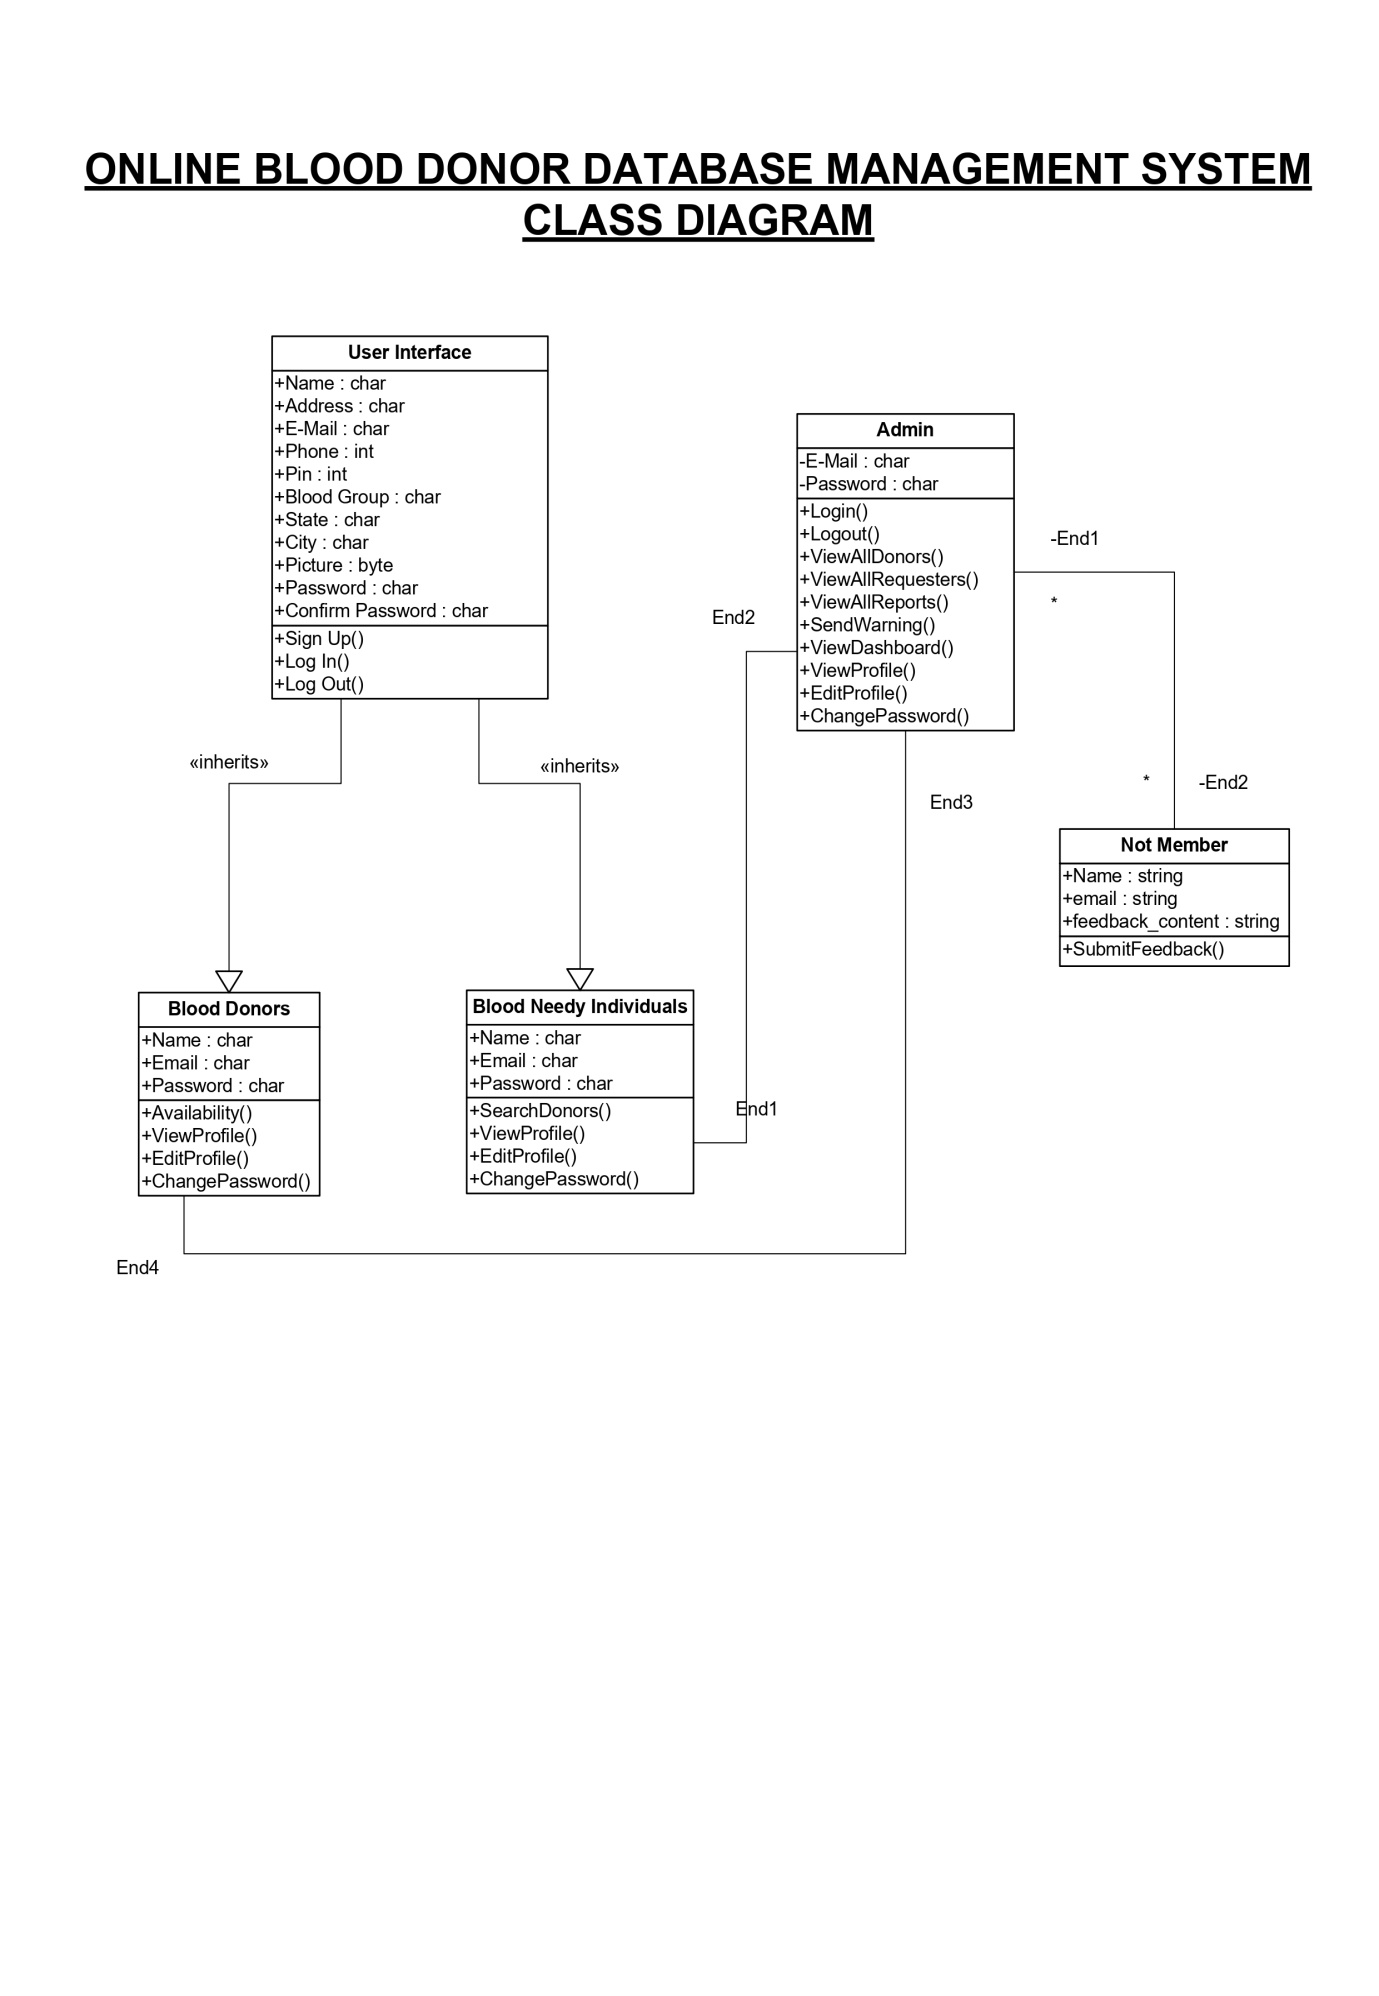 ONLINE BLOOD DONOR DATABASE MANAGEMENT SYSTEM
CLASS DIAGRAM
User Interface
+Name : char
+Address : char
+E-Mail : char
+Phone : int
+Pin : int
+Blood Group : char
+State : char
+City : char
+Picture : byte
+Password : char
+Confirm Password : char
+Sign Up()
+Log In()
+Log Out()
Admin
-E-Mail : char
-Password : char
+Login()
+Logout()
+ViewAllDonors()
+ViewAllRequesters()
+ViewAllReports()
+SendWarning()
+ViewDashboard()
+ViewProfile()
+EditProfile()
+ChangePassword()
-End1
*
End2
«inherits»
«inherits»
*
-End2
End3
Not Member
+Name : string
+email : string
+feedback_content : string
+SubmitFeedback()
Blood Donors
+Name : char
+Email : char
+Password : char
+Availability()
+ViewProfile()
+EditProfile()
+ChangePassword()
Blood Needy Individuals
+Name : char
+Email : char
+Password : char
+SearchDonors()
+ViewProfile()
+EditProfile()
+ChangePassword()
End1
End4